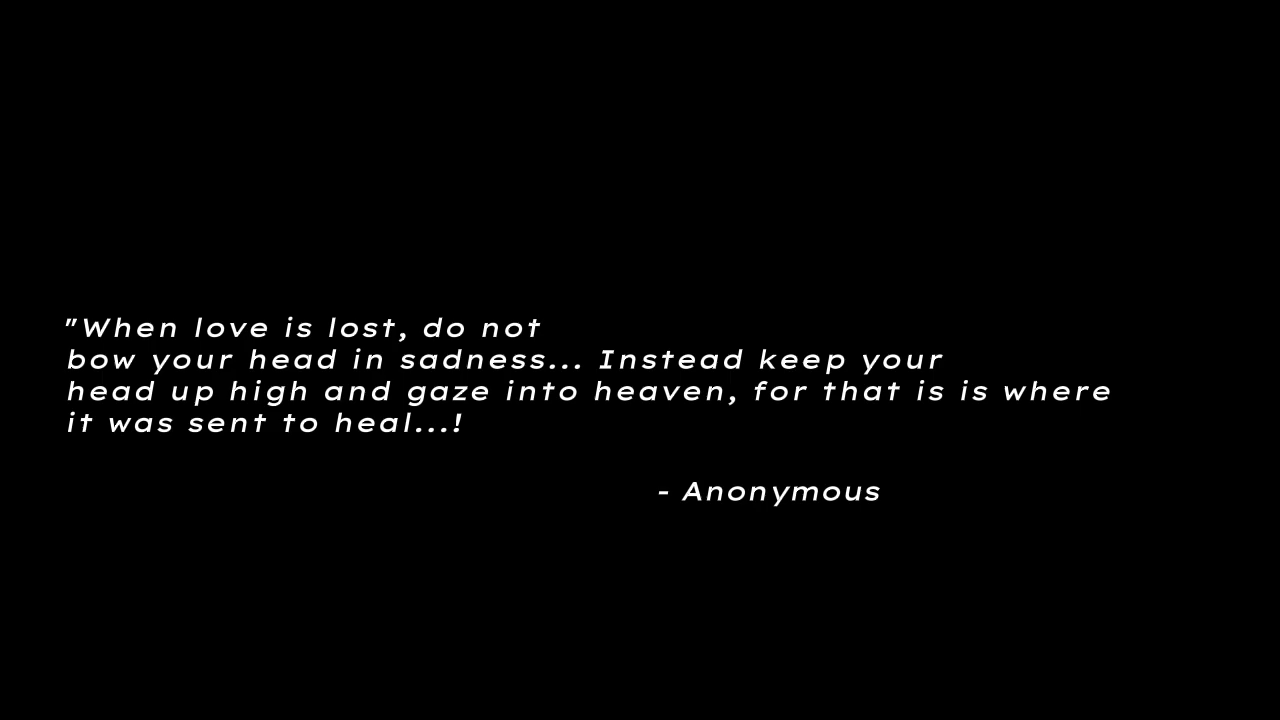 "When love is lost, do not
bow your head in sadness... Instead keep your
head up high and gaze into heaven, for that is is where
it was sent to heal...!
- Anonymous